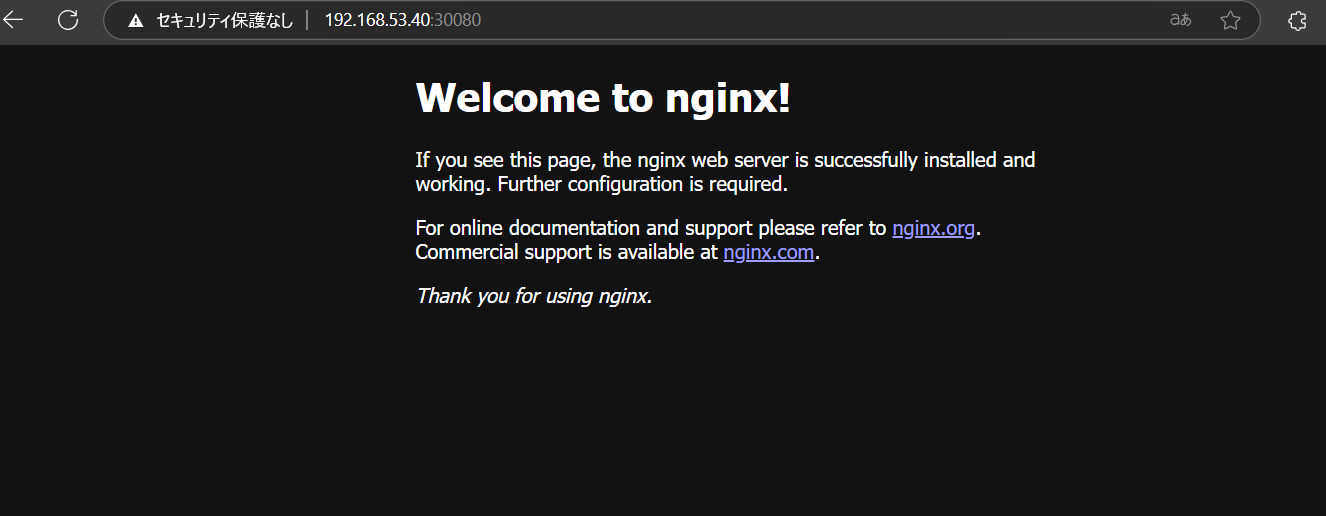 セキュリティ保護なし 192.168.53.40:30080 aあ
Welcome to nginx!
If you see this page, the nginx web server is successfully installed and
working. Further configuration is required.
For online documentation and support please refer to nginx.org.
Commercial support is available at nginx.com.
Thank you for using nginx.